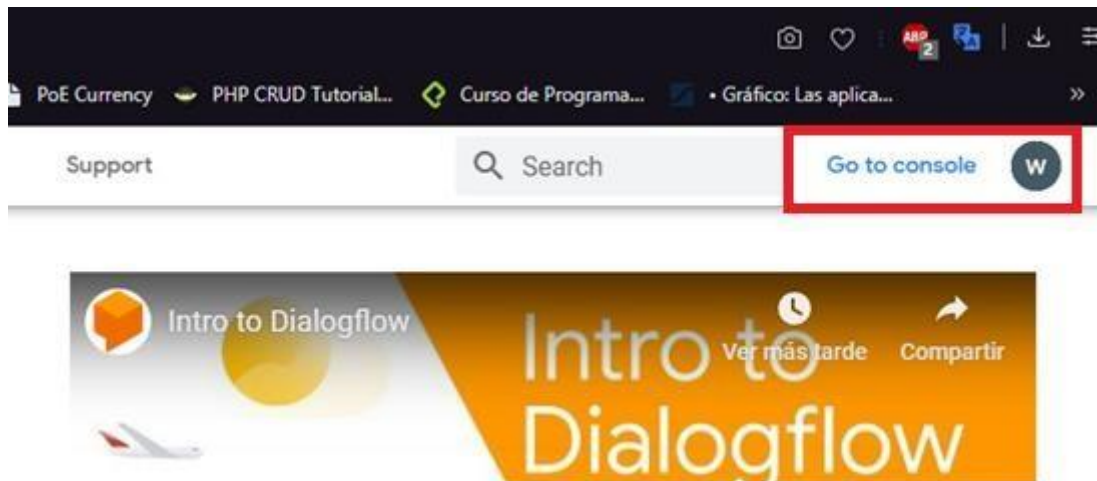 ABP
2
PoE Currency PHP CRUD Tutorial... Curso de Programa... • Gráfico: Las aplica... »
Support Search Go to console W
Intro to Dialogflow
Ver más tarde Compartir
Intro to
Dialogflow